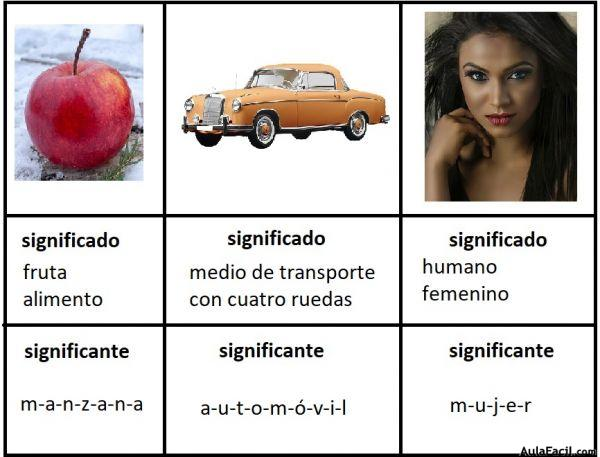 significado
fruta
alimento
significado
medio de transporte
con cuatro ruedas
significado
humano
femenino
significante
m-a-n-z-a-n-a
significante
a-u-t-o-m-ó-v-i-l
significante
m-u-j-e-r
AulaFacil.com